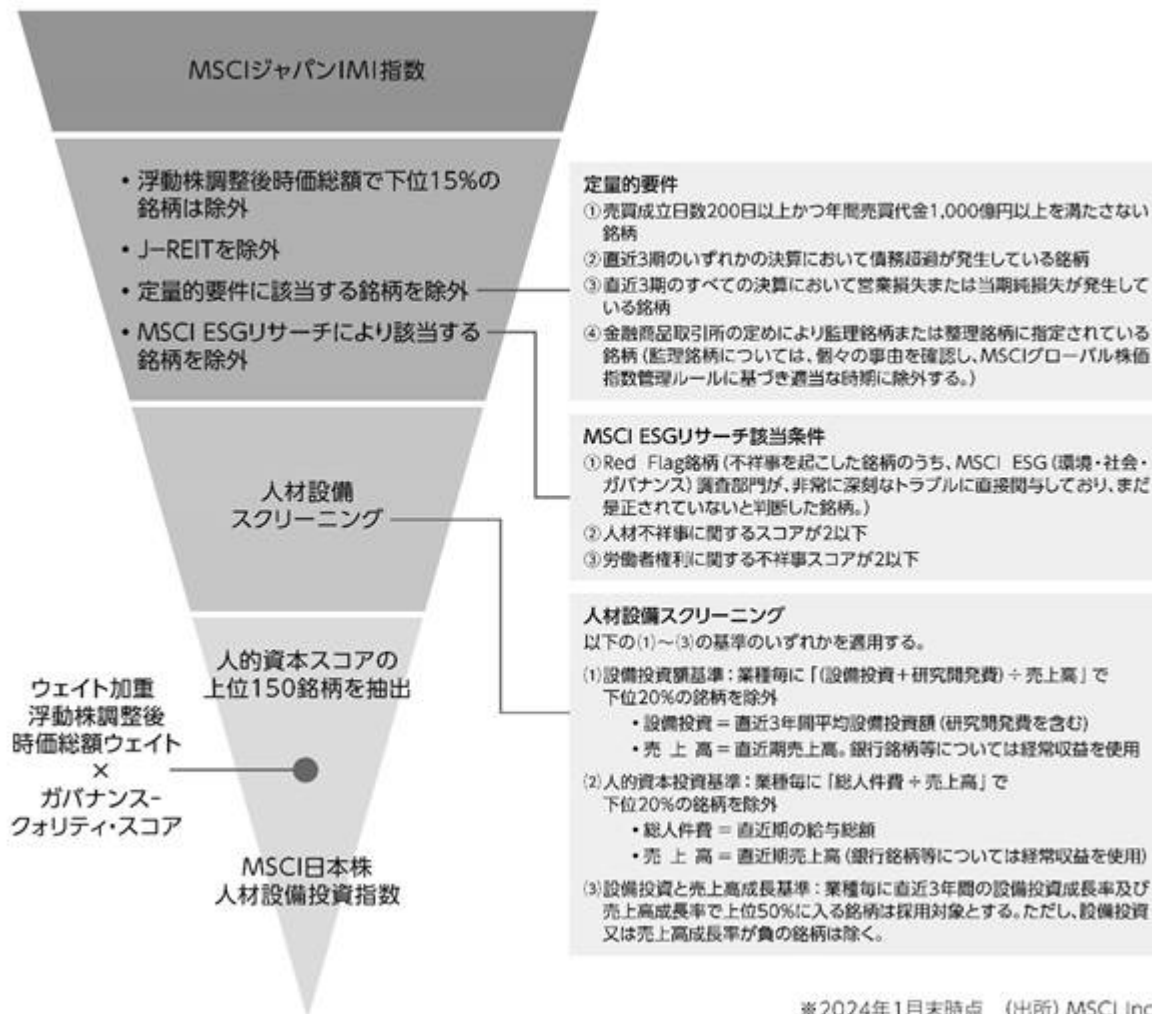 MSCIジャパンIMI指数
• 浮動株調整後時価総額で下位15%の
銘柄は除外
• J−REITを除外
• 定量的要件に該当する銘柄を除外
• MSCI ESGリサーチにより該当する
銘柄を除外
定量的要件
①売買成立日数200日以上かつ年間売買代金1,000億円以上を満たさない
銘柄
②直近3期のいずれかの決算において債務超過が発生している銘柄
③直近3期のすべての決算において営業損失または当期純損失が発生して
いる銘柄
④金融商品取引所の定めにより監理銘柄または整理銘柄に指定されている
銘柄(監理銘柄については、個々の事由を確認し、MSCIグローバル株価
指数管理ルールに基づき適当な時期に除外する。)
MSCI ESGリサーチ該当条件
①Red Flag銘柄(不祥事を起こした銘柄のうち、MSCI ESG(環境・社会・
ガバナンス)調査部門が、非常に深刻なトラブルに直接関与しており、まだ
是正されていないと判断した銘柄。)
②人材不祥事に関するスコアが2以下
③労働者権利に関する不祥事スコアが2以下
人材設備
スクリーニング
人材設備スクリーニング
以下の(1)〜(3)の基準のいずれかを適用する。
(1)設備投資額基準:業種毎に「(設備投資+研究開発費)÷売上高」で
下位20%の銘柄を除外
• 設備投資 = 直近3年間平均設備投資額(研究開発費を含む)
• 売 上 高 = 直近期売上高。銀行銘柄等については経常収益を使用
(2)人的資本投資基準:業種毎に「総人件費÷売上高」で
下位20%の銘柄を除外
• 総人件費 = 直近期の給与総額
• 売 上 高 = 直近期売上高(銀行銘柄等については経常収益を使用)
(3)設備投資と売上高成長基準:業種毎に直近3年間の設備投資成長率及び
売上高成長率で上位50%に入る銘柄は採用対象とする。ただし、設備投資
又は売上高成長率が負の銘柄は除く。
人的資本スコアの
上位150銘柄を抽出
ウェイト加重
浮動株調整後
時価総額ウェイト
×
ガバナンス-
クォリティ・スコア
MSCI日本株
人材設備投資指数
※2024年1月末時点 (出所) MSCI Inc